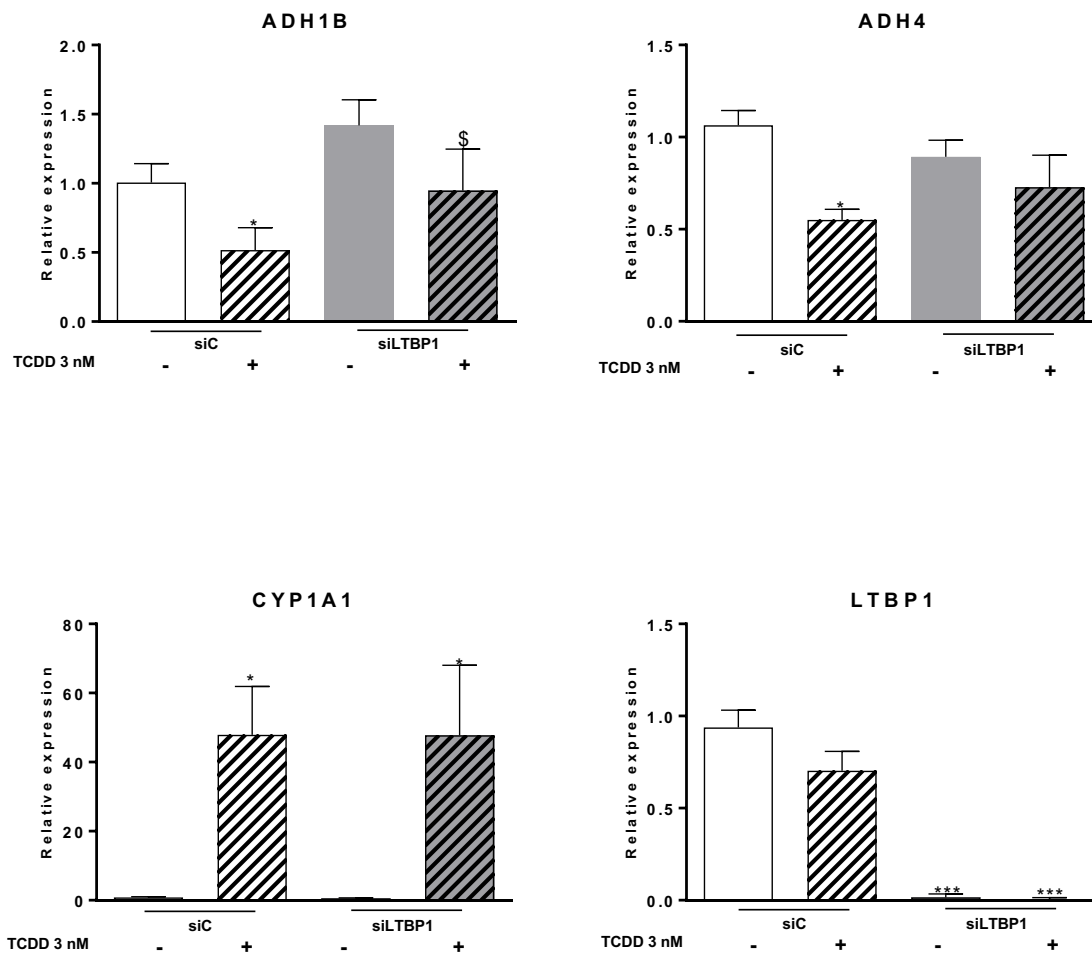 ADH1B
Relative expression
2.0
1.5
1.0
0.5
0.0
$
*
siC
siLTBP1
TCDD 3 nM
- + - +
ADH4
Relative expression
1.5
1.0
0.5
0.0
*
siC
siLTBP1
TCDD 3 nM
- + - +
CYP1A1
Relative expression
80
60
40
20
0
*
*
siC
siLTBP1
TCDD 3 nM
- + - +
LTBP1
Relative expression
1.5
1.0
0.5
0.0
***
***
siC
siLTBP1
TCDD 3 nM
- + - +